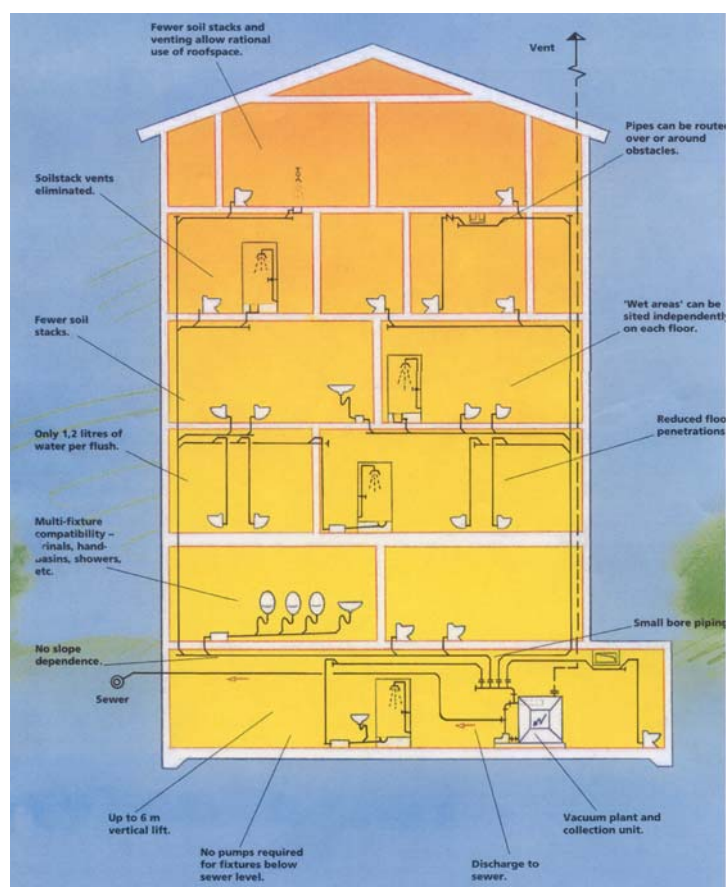 Fewer soil stacks and
venting allow rational
use of roofspace.
Vent
Pipes can be route
over or around
obstacles.
Soilstack vents
eliminated.
'Wet areas' can be
sited independently
on each floor.
Fewer soil
stacks.
Reduced floo
penetrations
Only 1,2 litres of
water per flush.
Multi-fixture
compatibility –
rinals, hand-
asins, showers,
etc.
Small bore piping
No slope
dependence.
Sewer
Up to 6 m
vertical lift.
No pumps required
for fixtures below
sewer level.
Discharge to
sewer.
Vacuum plant and
collection unit.